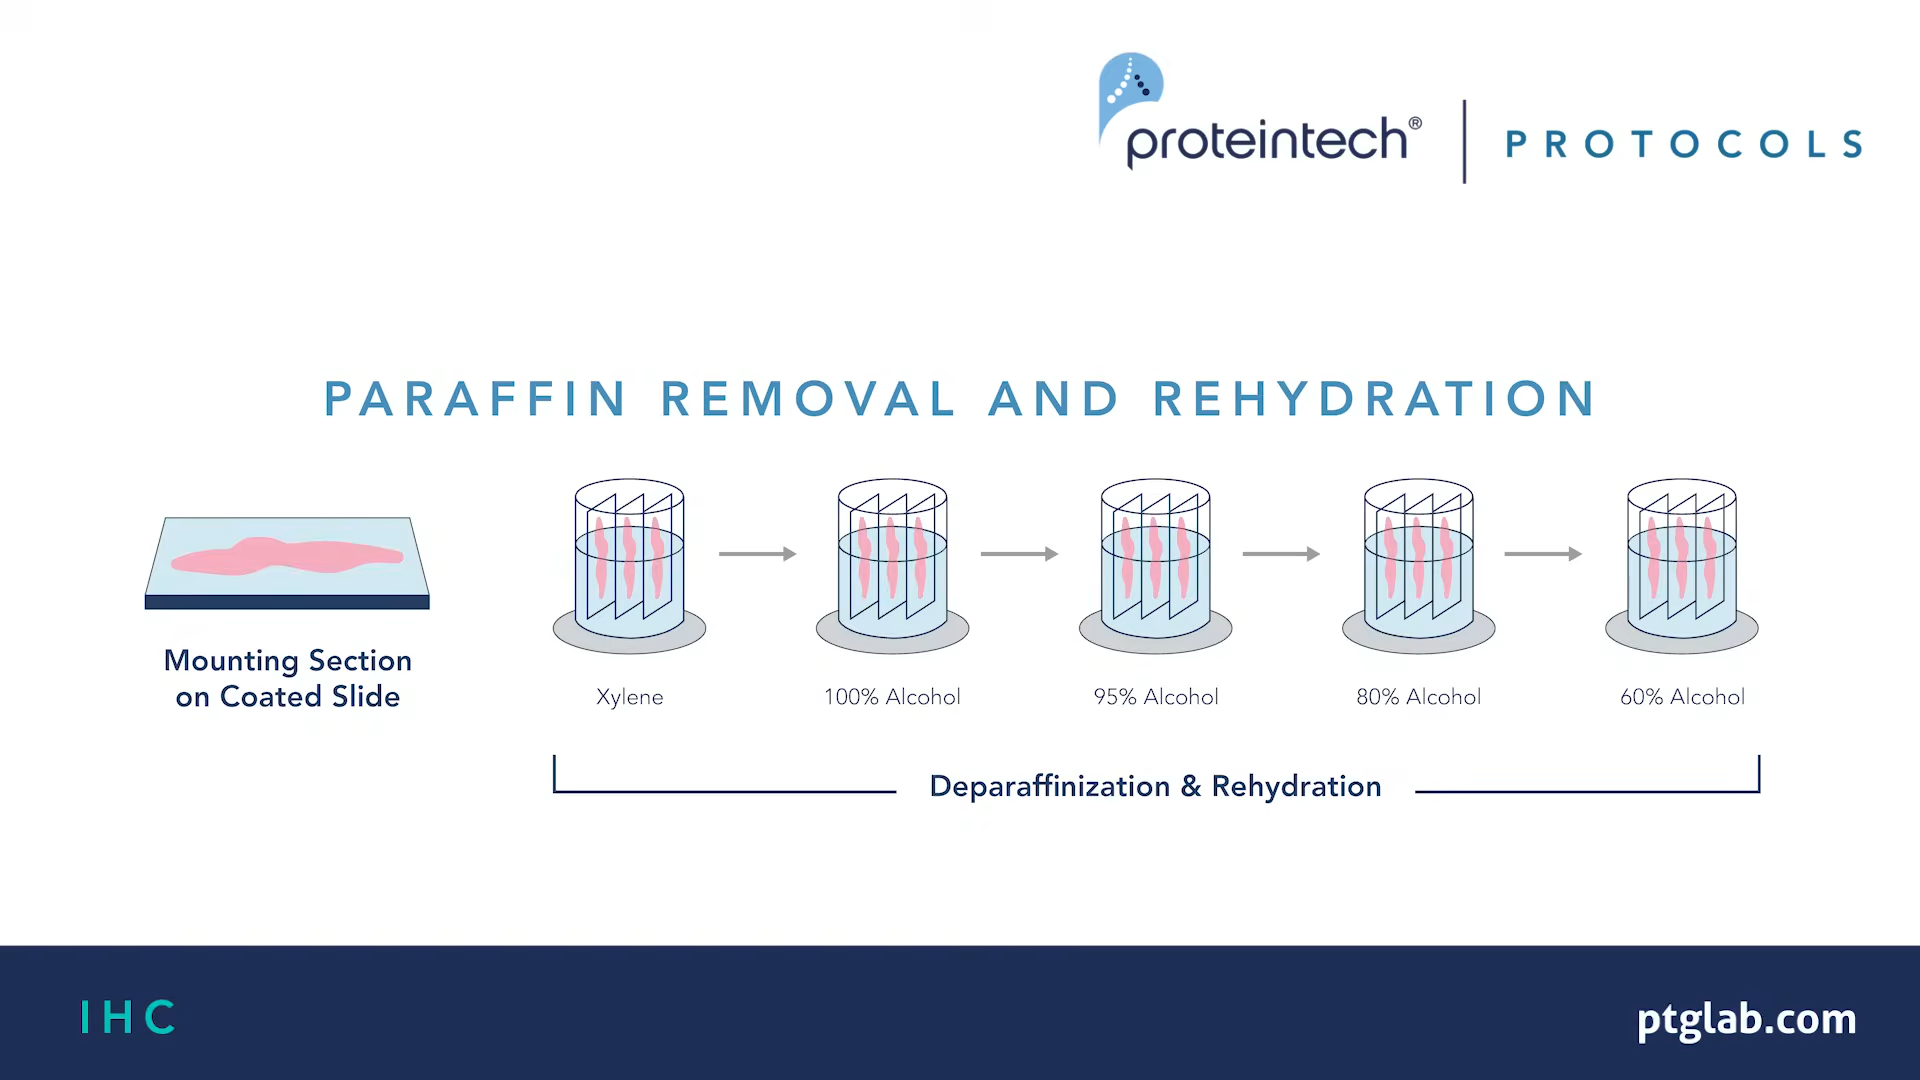 proteintech® | PROTOCOLS
PARAFFIN REMOVAL AND REHYDRATION
Mounting Section
on Coated Slide
Xylene
100% Alcohol
95% Alcohol
80% Alcohol
60% Alcohol
Deparaffinization & Rehydration
IHC
ptglab.com